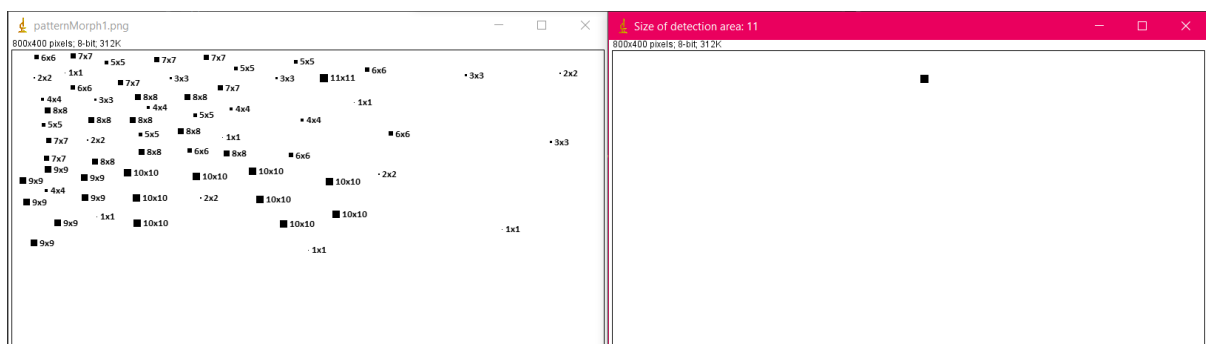 patternMorph1.png
800x400 pixels; 8-bit; 312K
6x6 7x7 5x5 7x7 7x7 5x5
2x2 1x1 3x3 5x5 3x3 11x11 6x6 3x3 2x2
6x6 7x7 7x7
4x4 3x3 8x8 8x8 1x1
8x8 4x4 5x5 4x4
5x5 8x8 8x8 4x4
7x7 2x2 5x5 8x8 1x1 6x6 3x3
7x7 8x8 8x8 6x6 8x8 6x6
9x9 9x9 10x10 10x10 10x10 2x2
9x9 10x10
4x4
9x9 9x9 10x10 2x2 10x10
9x9 1x1 10x10 10x10 10x10 1x1
9x9 1x1
Size of detection area: 11
800x400 pixels; 8-bit; 312K